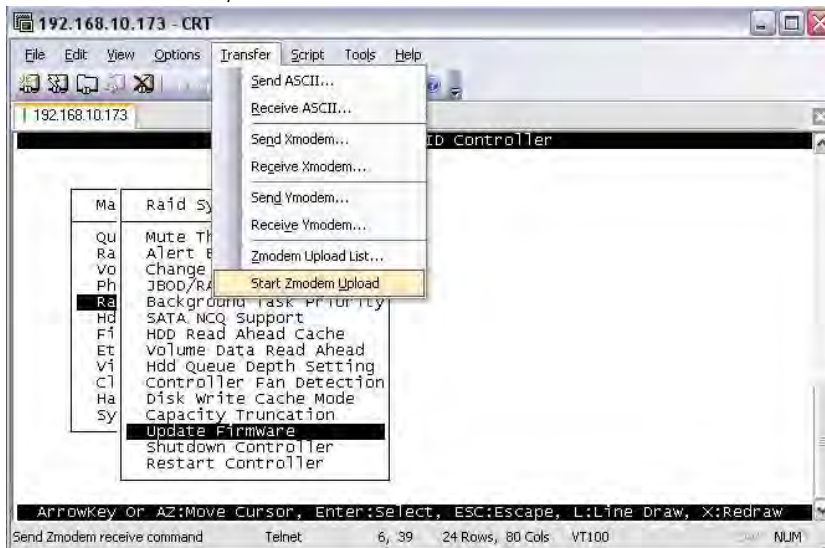 192.168.10.173 - CRT
File Edit View Options Transfer Script Tools Help
192.168.10.173
Send ASCII...
Receive ASCII...
Send Xmodem...
Receive Xmodem...
Send Ymodem...
Receive Ymodem...
Zmodem Upload List...
Start Zmodem Upload
ID Controller
Ma
Qu
Ra
Vo
Ph
Ra
Hd
Fi
Et
Vi
Cl
Ha
Sy
Raid Sy
Mute Th
Alert B
Change
JBOD/RA
Background Task Priority
SATA NCQ Support
HDD Read Ahead Cache
Volume Data Read Ahead
Hdd Queue Depth Setting
Controller Fan Detection
Disk Write Cache Mode
Capacity Truncation
Update FirmWare
Shutdown Controller
Restart Controller
ArrowKey Or AZ:Move Cursor, Enter:Select, ESC:Escape, L:Line Draw, X:Redraw
Send Zmodem receive command Telnet 6, 39 24 Rows, 80 Cols VT100 NUM